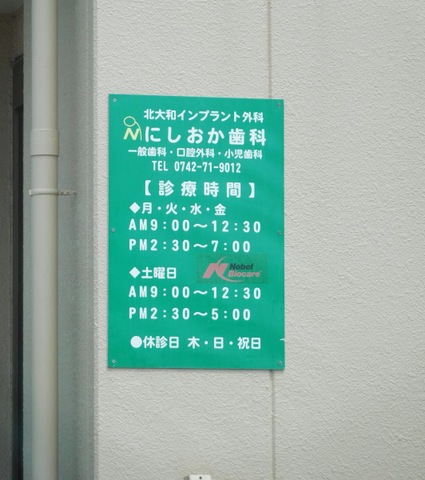 北大和インプラント外科
にしおか歯科
一般歯科・口腔外科・小児歯科
TEL 0742-71-9012
【診療時間】
◆月・火・水・金
AM9:00～12:30
PM2:30～7:00
Nobel
Biocare
◆土曜日
AM9:00～12:30
PM2:30～5:00
●休診日 木・日・祝日